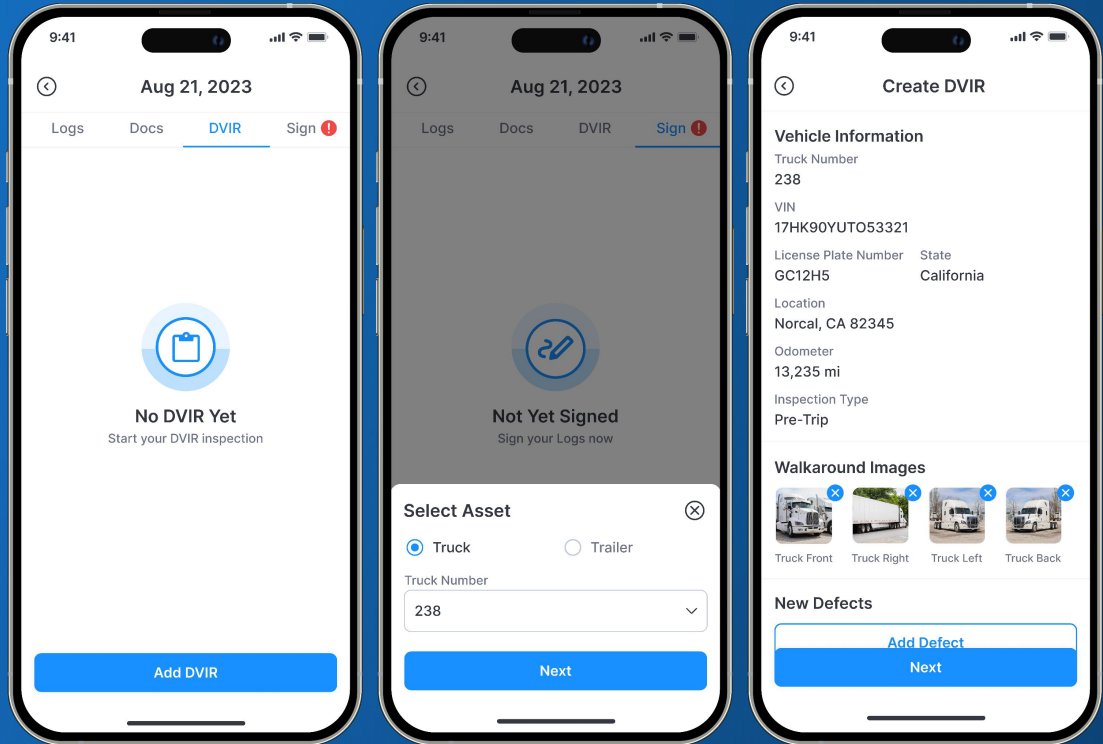 9:41
Aug 21, 2023
Logs Docs DVIR Sign !
No DVIR Yet
Start your DVIR inspection
Add DVIR
9:41
Aug 21, 2023
Logs Docs DVIR Sign !
Not Yet Signed
Sign your Logs now
Select Asset
Truck Trailer
Truck Number
238
Next
9:41
Create DVIR
Vehicle Information
Truck Number
238
VIN
17HK90YUTO53321
License Plate Number State
GC12H5 California
Location
Norcal, CA 82345
Odometer
13,235 mi
Inspection Type
Pre-Trip
Walkaround Images
Truck Front Truck Right Truck Left Truck Back
New Defects
Add Defect
Next